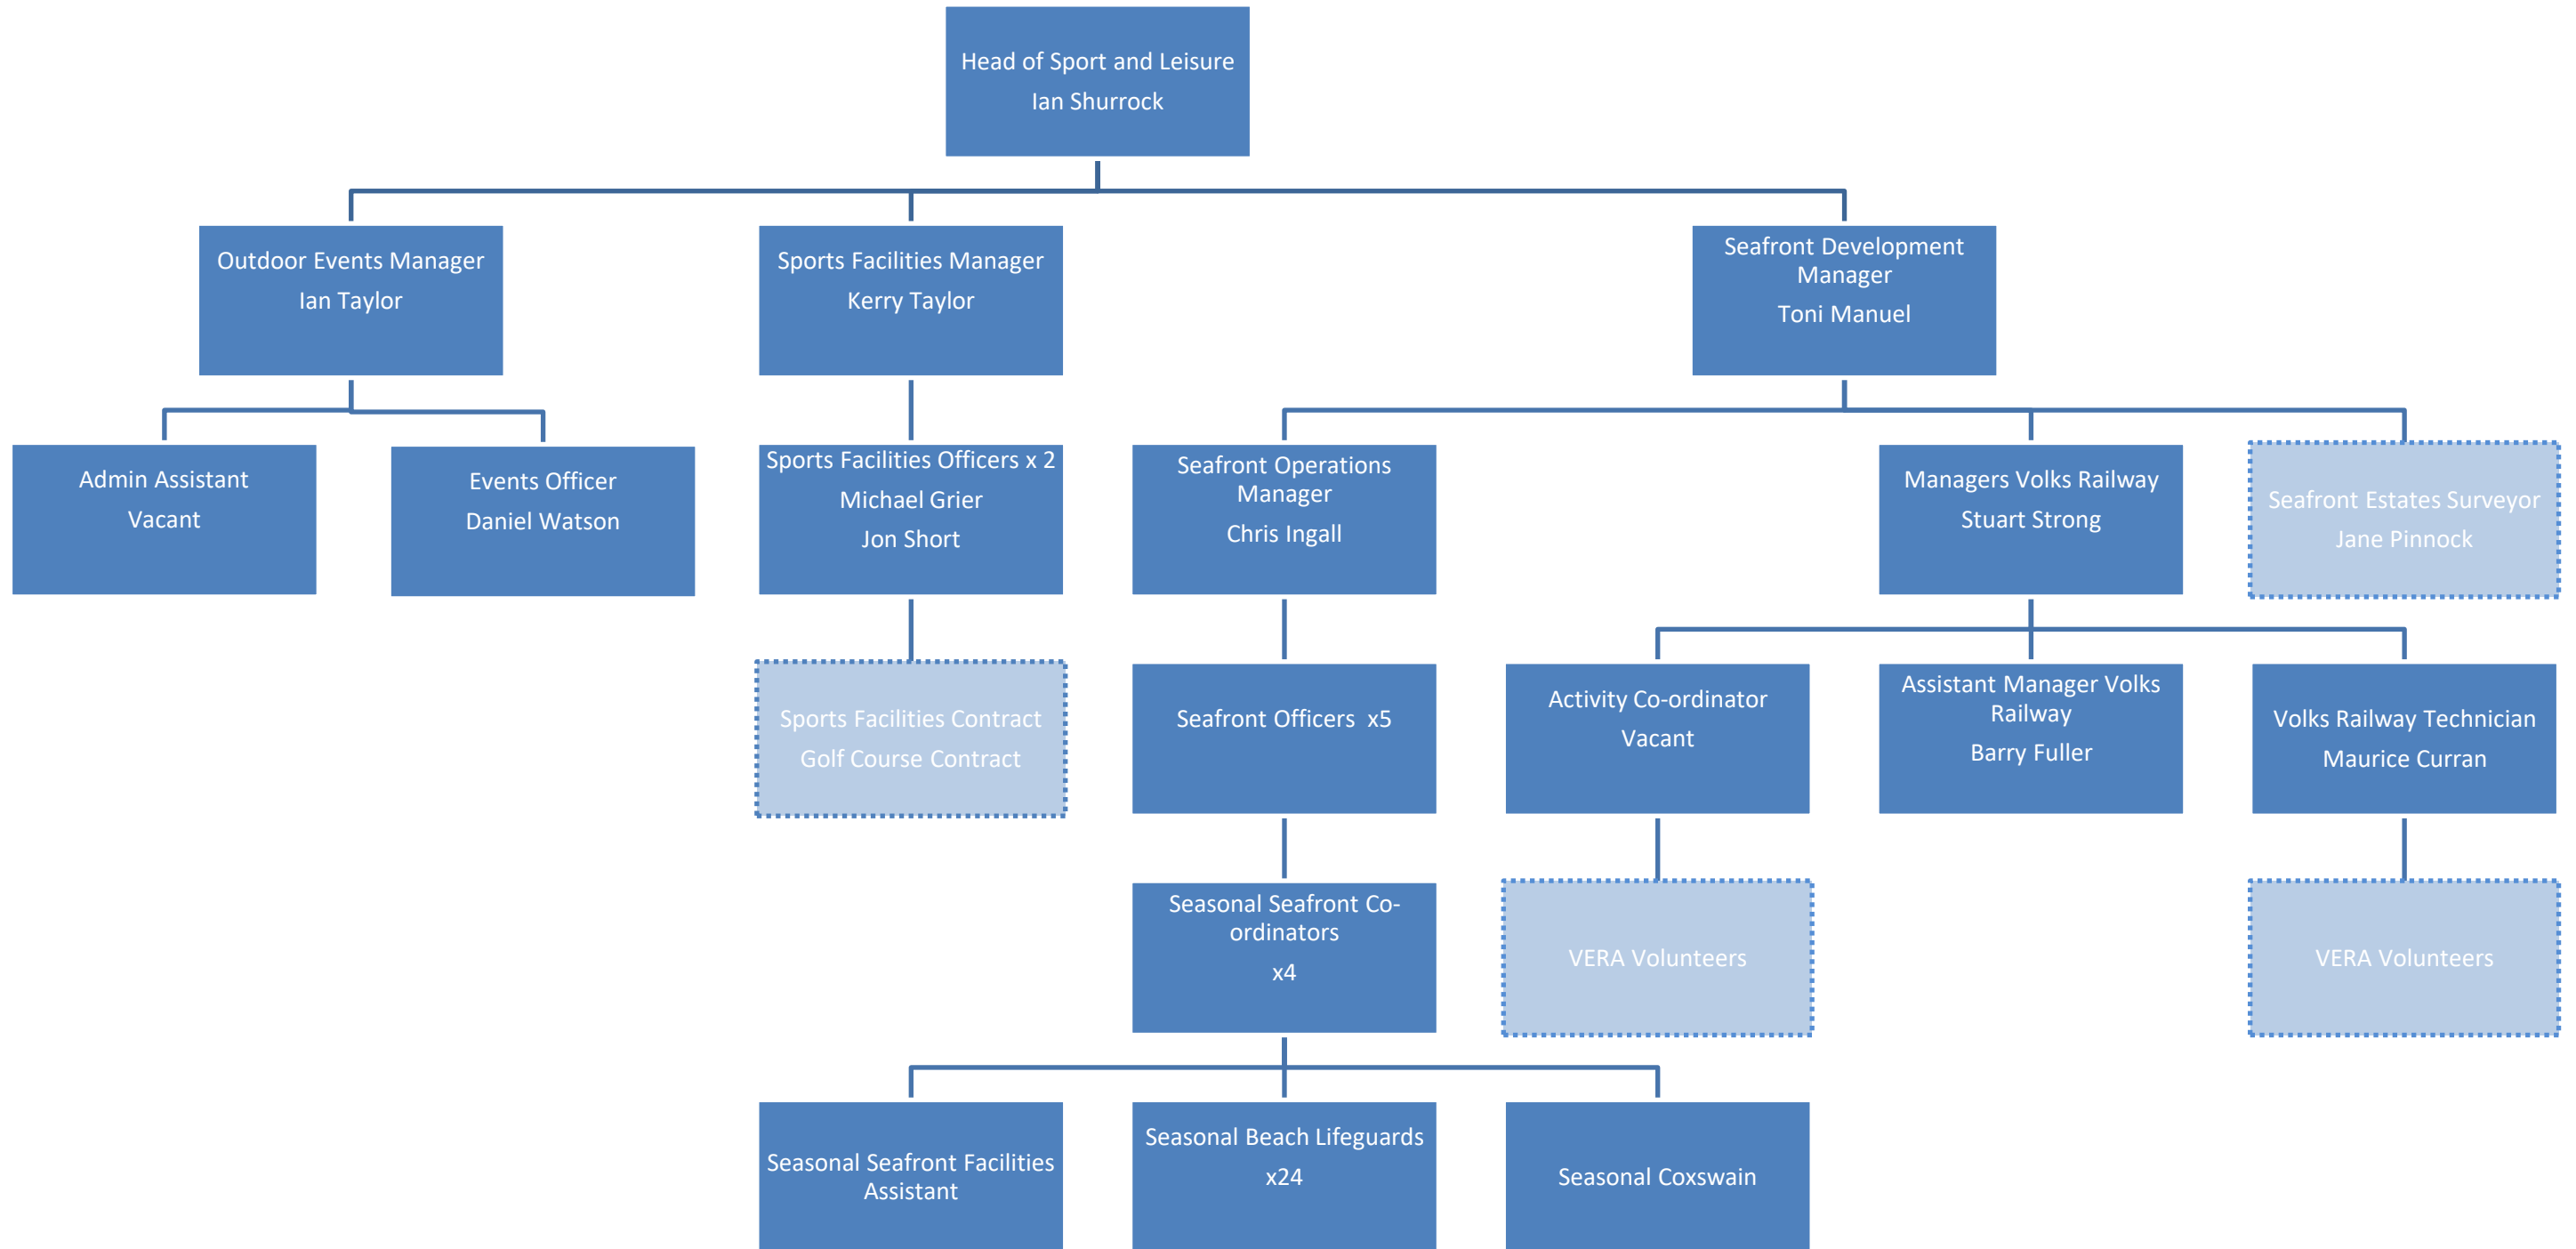 Head of Sport and Leisure
Ian Shurrock
Outdoor Events Manager
Ian Taylor
Sports Facilities Manager
Kerry Taylor
Seafront Development
Manager
Toni Manuel
Admin Assistant
Vacant
Events Officer
Daniel Watson
Sports Facilities Officers x 2
Michael Grier
Jon Short
Seafront Operations
Manager
Chris Ingall
Managers Volks Railway
Stuart Strong
Seafront Estates Surveyor
Jane Pinnock
Sports Facilities Contract
Golf Course Contract
Seafront Officers  x5
Activity Co-ordinator
Vacant
Assistant Manager Volks
Railway
Barry Fuller
Volks Railway Technician
Maurice Curran
Seasonal Seafront Co-
ordinators
x4
VERA Volunteers
VERA Volunteers
Seasonal Seafront Facilities
Assistant
Seasonal Beach Lifeguards
x24
Seasonal Coxswain